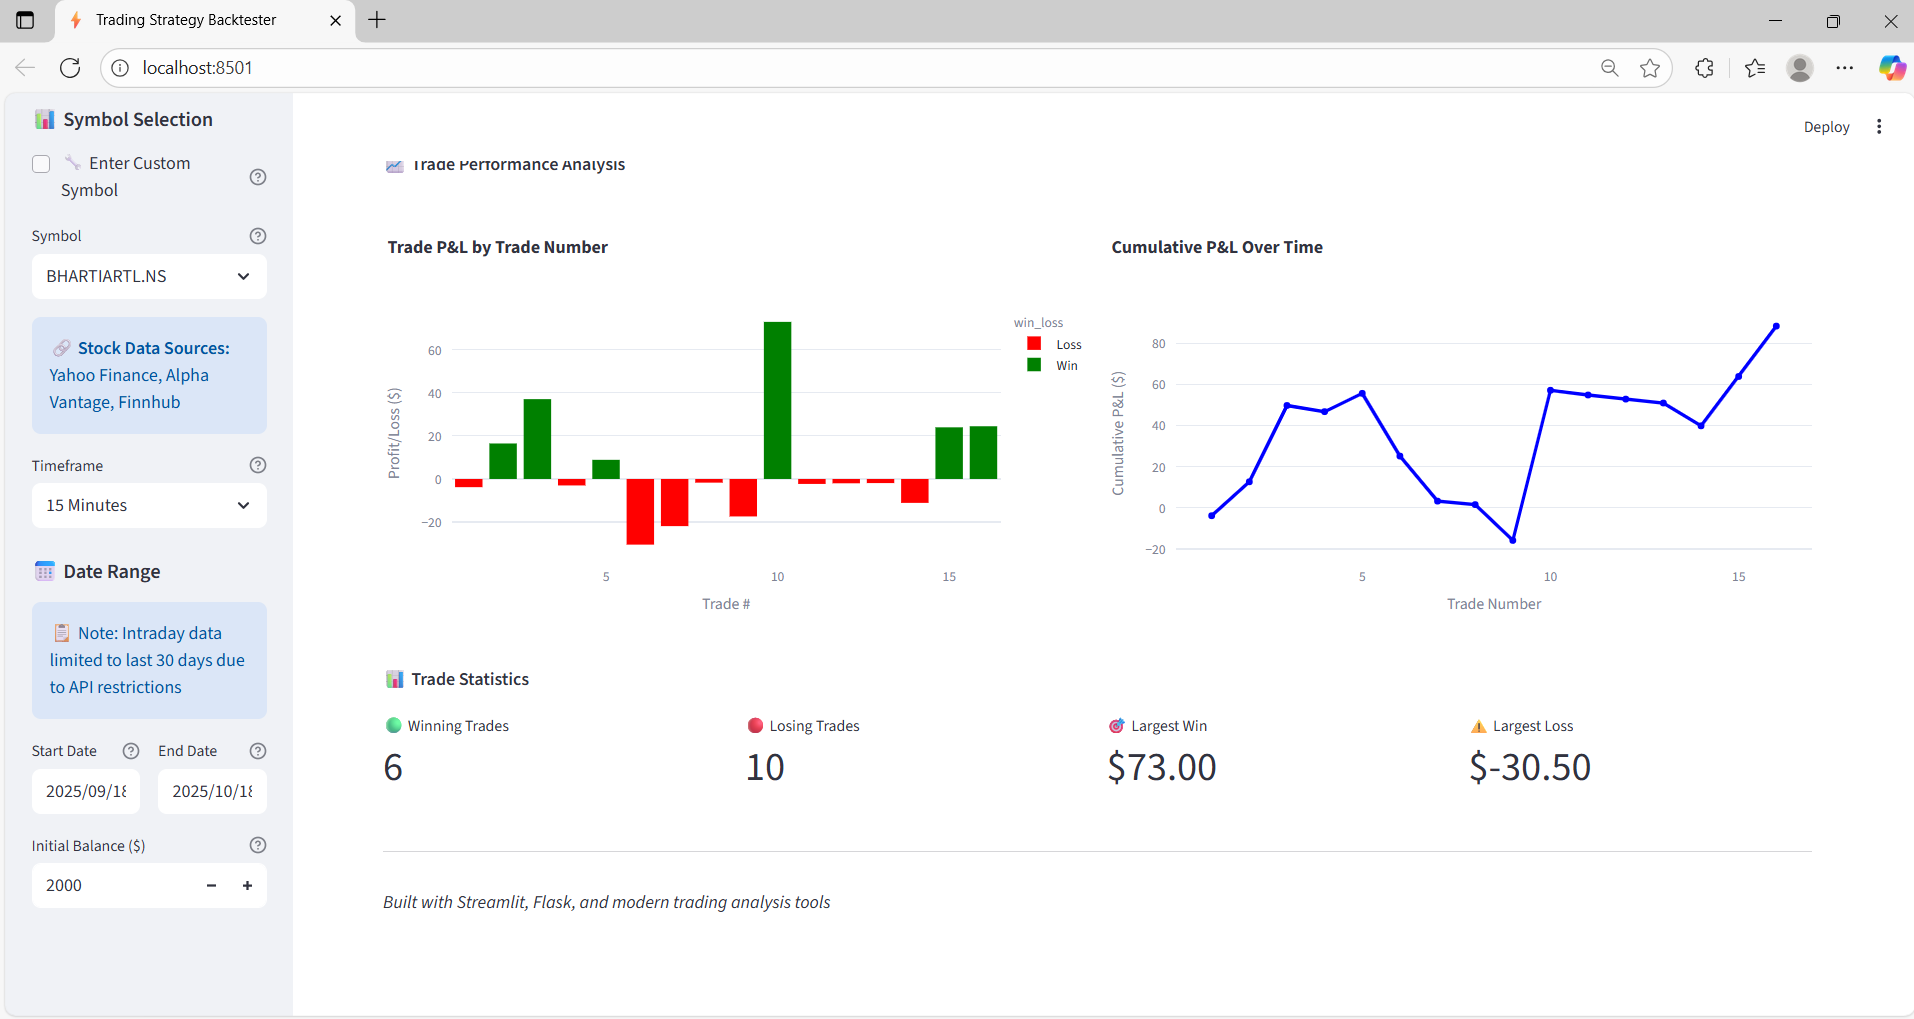 Trading Strategy Backtester
localhost:8501
Symbol Selection
Enter Custom
Symbol
Symbol
BHARTIARTL.NS
Stock Data Sources:
Yahoo Finance, Alpha
Vantage, Finnhub
Timeframe
15 Minutes
Date Range
Note: Intraday data
limited to last 30 days due
to API restrictions
Start Date
End Date
2025/09/18
2025/10/18
Initial Balance ($)
2000
Deploy
Trade Performance Analysis
Trade P&L by Trade Number
Profit/Loss ($)
60
40
20
0
−20
5
10
15
Trade #
win_loss
Loss
Win
Cumulative P&L Over Time
Cumulative P&L ($)
80
60
40
20
0
−20
5
10
15
Trade Number
Trade Statistics
Winning Trades
6
Losing Trades
10
Largest Win
$73.00
Largest Loss
$-30.50
Built with Streamlit, Flask, and modern trading analysis tools